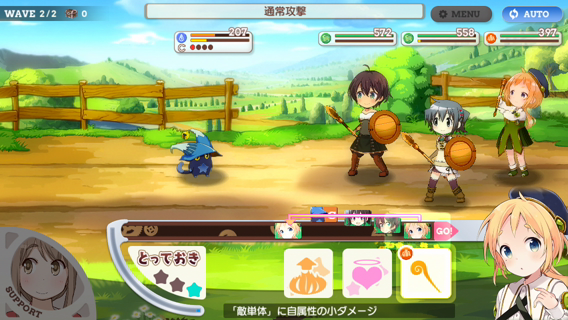 WAVE 2/2 0
通常攻撃
MENU
AUTO
207
C
572
558
397
GO!
とっておき
SUPPORT
「敵単体」に自属性の小ダメージ